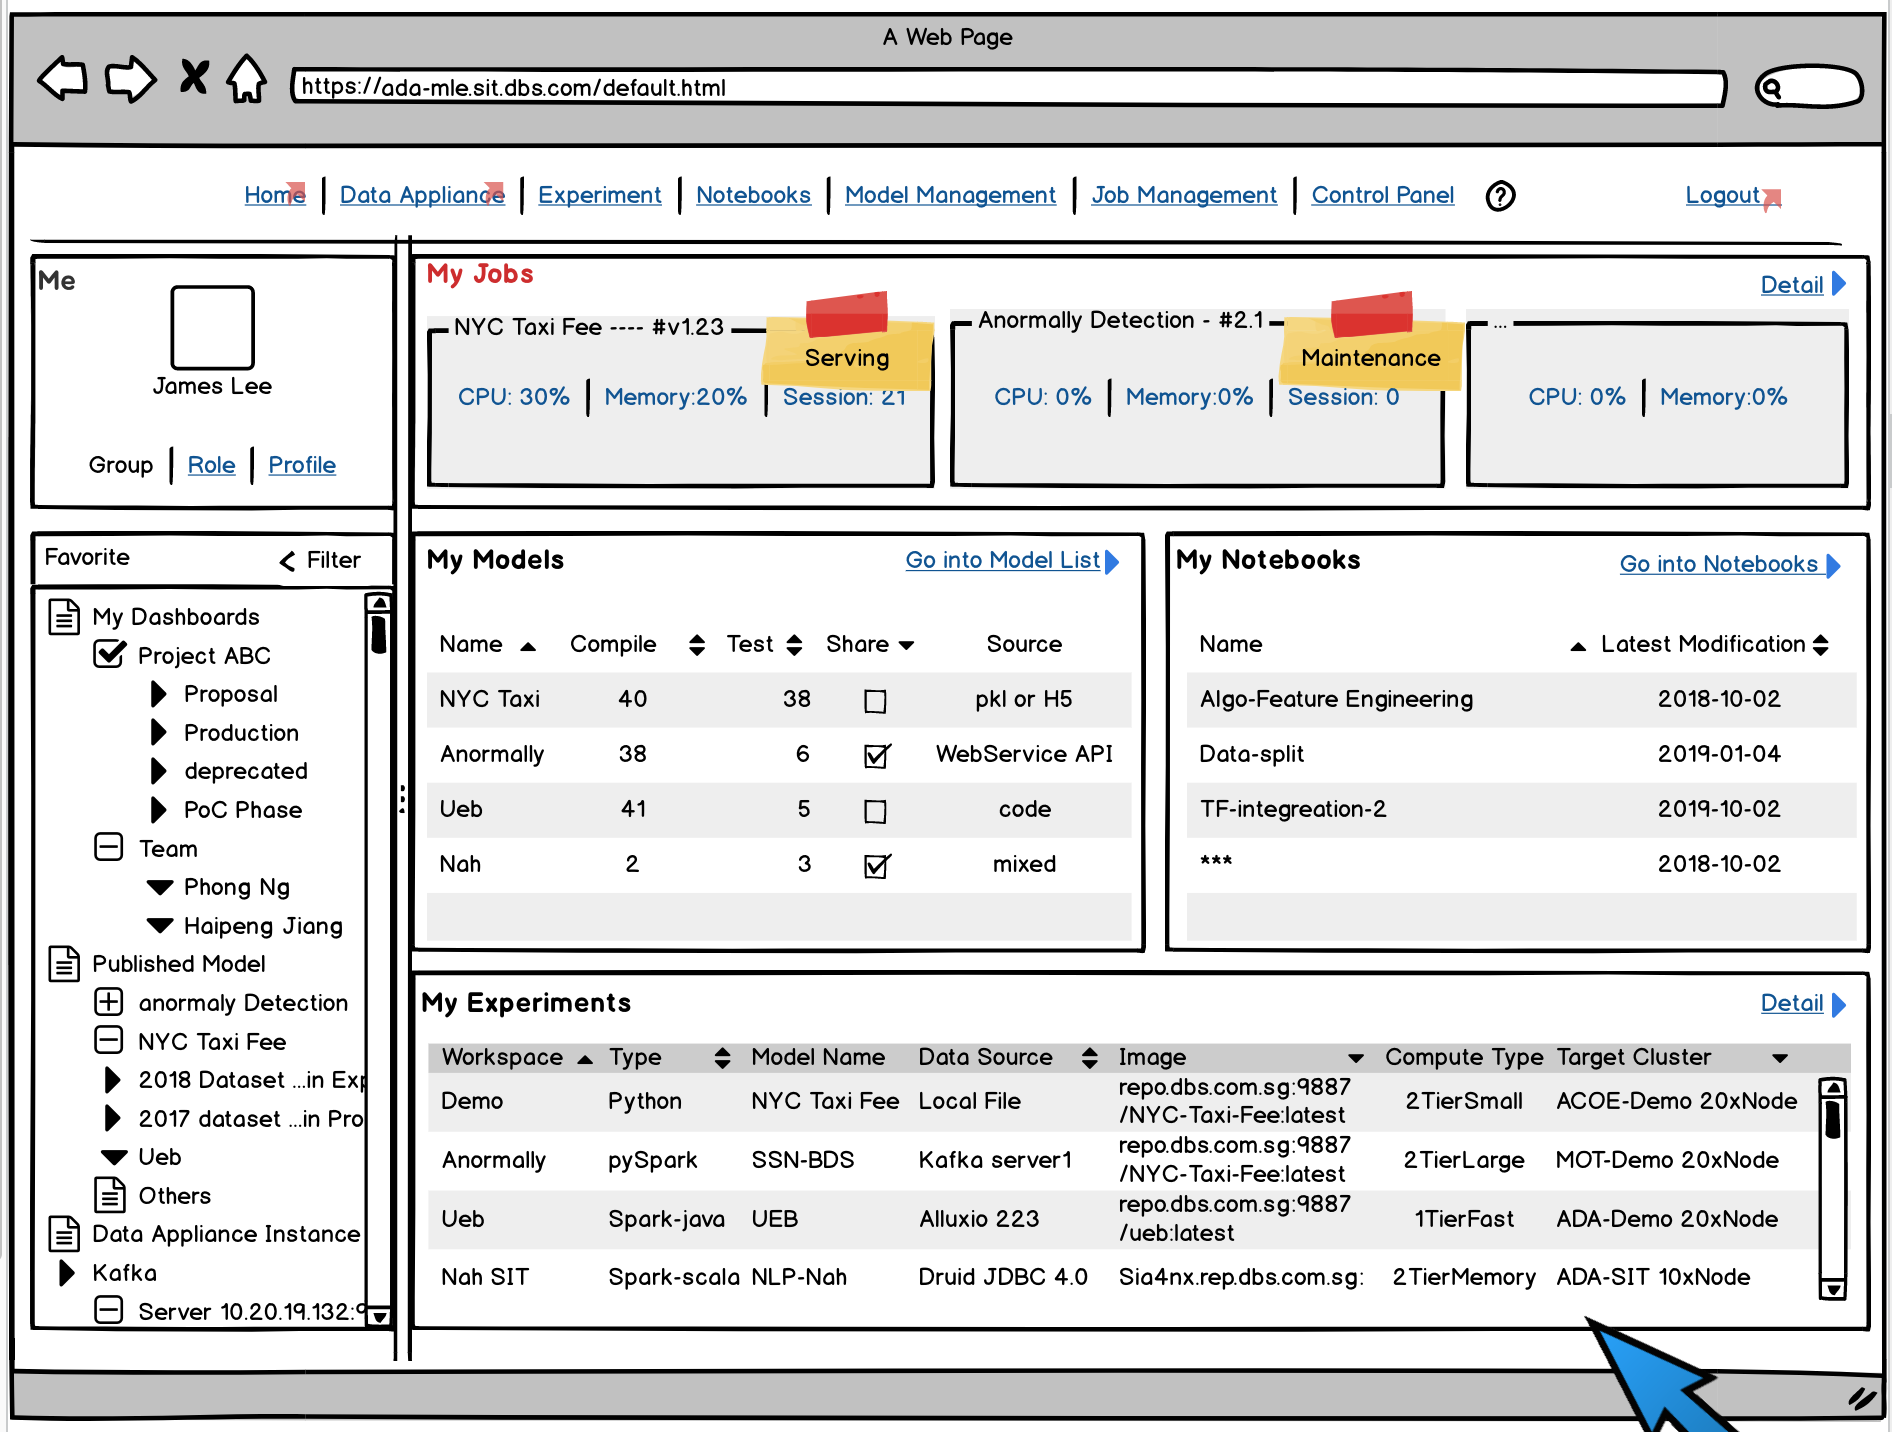 A Web Page
https://ada-mle.sit.dbs.com/default.html
Home | Data Appliance | Experiment | Notebooks | Model Management | Job Management | Control Panel ? Logout
Me
James Lee
Group | Role | Profile
My Jobs
Detail
NYC Taxi Fee ---- #v1.23
Serving
CPU: 30% | Memory:20% | Session: 21
Anormally Detection - #2.1
Maintenance
CPU: 0% | Memory:0% | Session: 0
...
CPU: 0% | Memory:0%
Favorite < Filter
My Dashboards
Project ABC
Proposal
Production
deprecated
PoC Phase
Team
Phong Ng
Haipeng Jiang
Published Model
anormaly Detection
NYC Taxi Fee
2018 Dataset ...in Exp
2017 dataset ...in Pro
Ueb
Others
Data Appliance Instance
Kafka
Server 10.20.19.132:9
My Models
Go into Model List
Name Compile Test Share Source
NYC Taxi 40 38 pkl or H5
Anormally 38 6 WebService API
Ueb 41 5 code
Nah 2 3 mixed
My Notebooks
Go into Notebooks
Name Latest Modification
Algo-Feature Engineering 2018-10-02
Data-split 2019-01-04
TF-integreation-2 2019-10-02
*** 2018-10-02
My Experiments
Detail
Workspace Type Model Name Data Source Image Compute Type Target Cluster
Demo Python NYC Taxi Fee Local File repo.dbs.com.sg:9887
/NYC-Taxi-Fee:latest 2TierSmall ACOE-Demo 20xNode
Anormally pySpark SSN-BDS Kafka server1 repo.dbs.com.sg:9887
/NYC-Taxi-Fee:latest 2TierLarge MOT-Demo 20xNode
Ueb Spark-java UEB Alluxio 223 repo.dbs.com.sg:9887
/ueb:latest 1TierFast ADA-Demo 20xNode
Nah SIT Spark-scala NLP-Nah Druid JDBC 4.0 Sia4nx.rep.dbs.com.sg: 2TierMemory ADA-SIT 10xNode